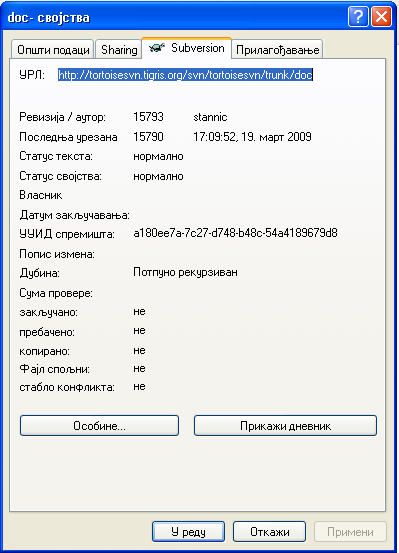 doc- својства
Општи подаци Sharing Subversion Прилагођавање
УРЛ: http://tortoisesvn.tigris.org/svn/tortoisesvn/trunk/doc
Ревизија / аутор: 15793 stannic
Последња урезана 15790 17:09:52, 19. март 2009
Статус текста: нормално
Статус својства: нормално
Власник
Датум закључавања:
УУИД спремишта: a180ee7a-7c27-d748-b48c-54a4189679d8
Попис измена:
Дубина: Потпуно рекурзиван
Сума провере:
закључано: не
пребачено: не
копирано: не
Фајл спољни: не
стабло конфликта: не
Особине... Прикажи дневник
У реду Откажи Примени